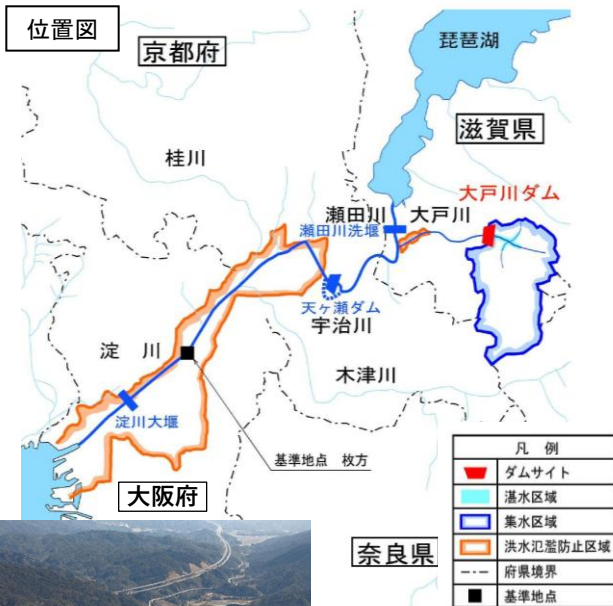 位置図
京都府
琵琶湖
滋賀県
桂川
大戸川ダム
瀬田川
大戸川
瀬田川洗堰
天ヶ瀬ダム
宇治川
淀 川
木津川
淀川大堰
基準地点 枚方
大阪府
奈良県
凡 例
ダムサイト
湛水区域
集水区域
洪水氾濫防止区域
府県境界
基準地点